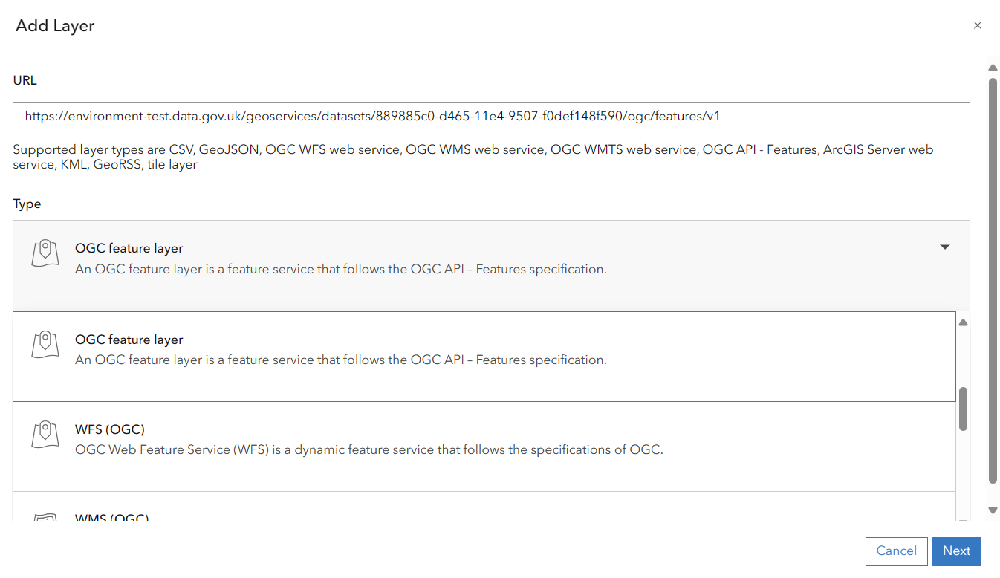 Add Layer
URL
https://environment-test.data.gov.uk/geoservices/datasets/889885c0-d465-11e4-9507-f0def148f590/ogc/features/v1
Supported layer types are CSV, GeoJSON, OGC WFS web service, OGC WMS web service, OGC WMTS web service, OGC API - Features, ArcGIS Server web
service, KML, GeoRSS, tile layer
Type
OGC feature layer
An OGC feature layer is a feature service that follows the OGC API – Features specification.
OGC feature layer
An OGC feature layer is a feature service that follows the OGC API – Features specification.
WFS (OGC)
OGC Web Feature Service (WFS) is a dynamic feature service that follows the specifications of OGC.
WMS (OGC)
Cancel
Next